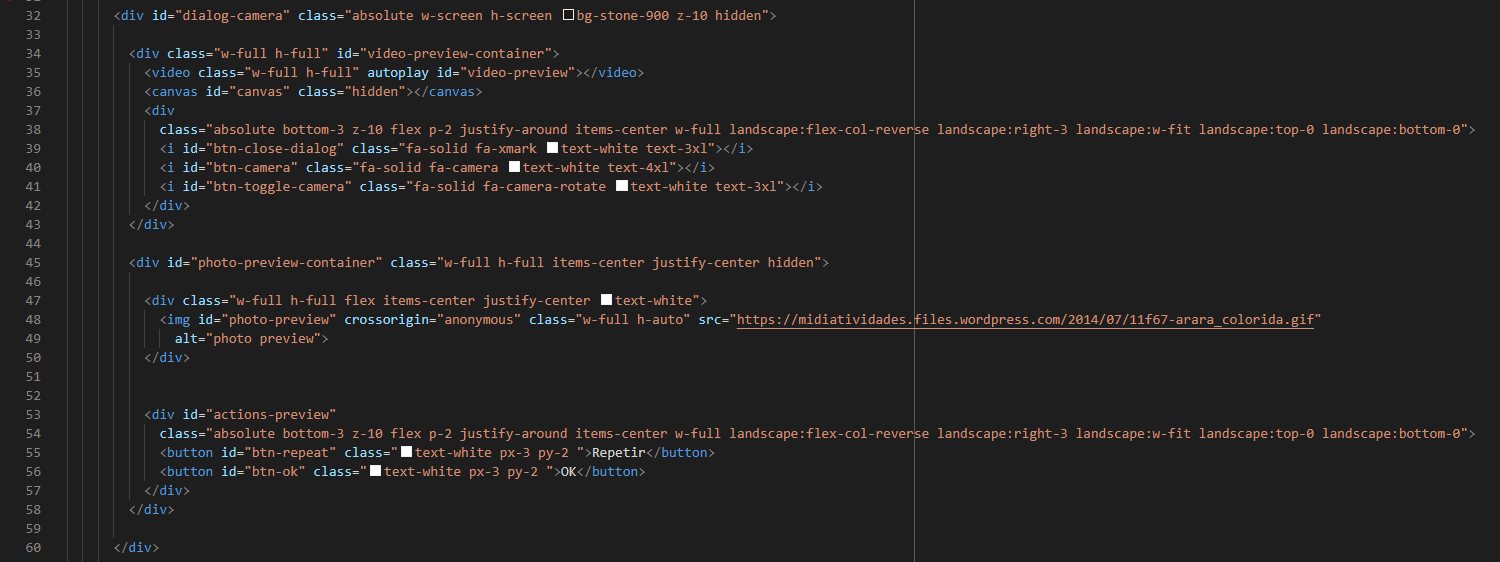 32 <div id="dialog-camera" class="absolute w-screen h-screen bg-stone-900 z-10 hidden">
33
34 <div class="w-full h-full" id="video-preview-container">
35 <video class="w-full h-full" autoplay id="video-preview"></video>
36 <canvas id="canvas" class="hidden"></canvas>
37 <div
38 class="absolute bottom-3 z-10 flex p-2 justify-around items-center w-full landscape:flex-col-reverse landscape:right-3 landscape:w-fit landscape:top-0 landscape:bottom-0">
39 <i id="btn-close-dialog" class="fa-solid fa-xmark text-white text-3xl"></i>
40 <i id="btn-camera" class="fa-solid fa-camera text-white text-4xl"></i>
41 <i id="btn-toggle-camera" class="fa-solid fa-camera-rotate text-white text-3xl"></i>
42 </div>
43 </div>
44
45 <div id="photo-preview-container" class="w-full h-full items-center justify-center hidden">
46
47 <div class="w-full h-full flex items-center justify-center text-white">
48 <img id="photo-preview" crossorigin="anonymous" class="w-full h-auto" src="https://midiatividades.files.wordpress.com/2014/07/11f67-arara_colorida.gif"
49 alt="photo preview">
50 </div>
51
52
53 <div id="actions-preview"
54 class="absolute bottom-3 z-10 flex p-2 justify-around items-center w-full landscape:flex-col-reverse landscape:right-3 landscape:w-fit landscape:top-0 landscape:bottom-0">
55 <button id="btn-repeat" class="text-white px-3 py-2 ">Repetir</button>
56 <button id="btn-ok" class="text-white px-3 py-2 ">OK</button>
57 </div>
58 </div>
59
60 </div>